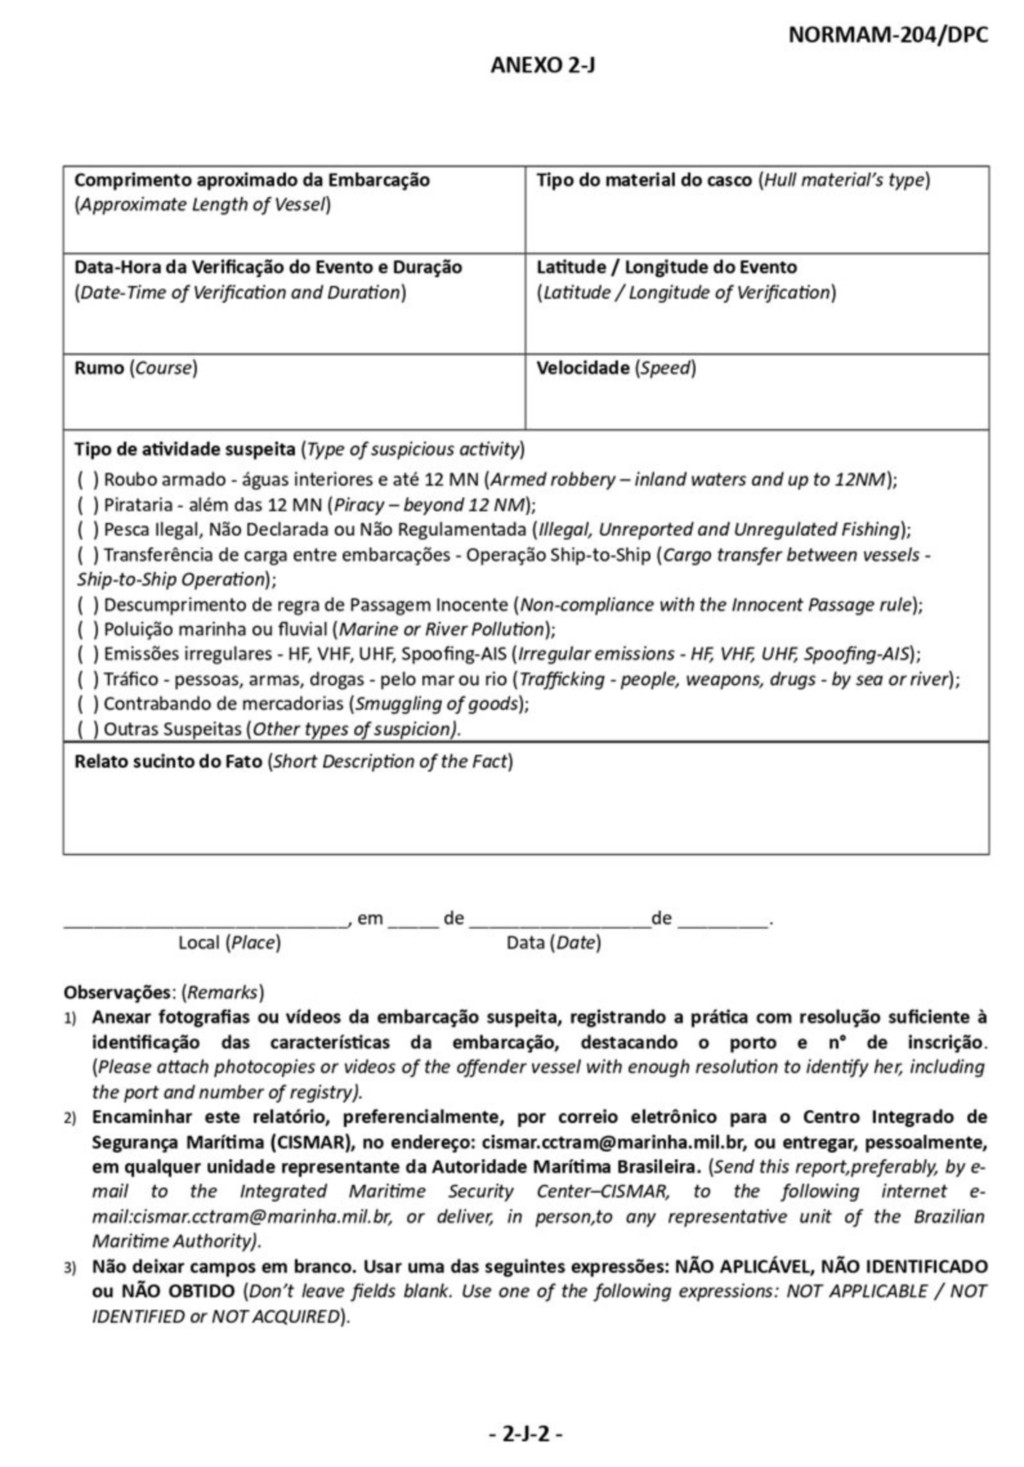 NORMAM-204/DPC
ANEXO 2-J
Comprimento aproximado da Embarcação
(Approximate Length of Vessel)
Tipo do material do casco (Hull material's type)
Data-Hora da Verificação do Evento e Duração
(Date-Time of Verification and Duration)
Latitude / Longitude do Evento
(Latitude / Longitude of Verification)
Rumo (Course)
Velocidade (Speed)
Tipo de atividade suspeita (Type of suspicious activity)
( ) Roubo armado - águas interiores e até 12 MN (Armed robbery – inland waters and up to 12NM);
( ) Pirataria - além das 12 MN (Piracy – beyond 12 NM);
( ) Pesca Ilegal, Não Declarada ou Não Regulamentada (Illegal, Unreported and Unregulated Fishing);
( ) Transferência de carga entre embarcações - Operação Ship-to-Ship (Cargo transfer between vessels -
Ship-to-Ship Operation);
( ) Descumprimento de regra de Passagem Inocente (Non-compliance with the Innocent Passage rule);
( ) Poluição marinha ou fluvial (Marine or River Pollution);
( ) Emissões irregulares - HF, VHF, UHF, Spoofing-AIS (Irregular emissions - HF, VHF, UHF, Spoofing-AIS);
( ) Tráfico - pessoas, armas, drogas - pelo mar ou rio (Trafficking - people, weapons, drugs - by sea or river);
( ) Contrabando de mercadorias (Smuggling of goods);
( ) Outras Suspeitas (Other types of suspicion).
Relato sucinto do Fato (Short Description of the Fact)
____________________________, em _____ de __________________de _________.
Local (Place) Data (Date)
Observações: (Remarks)
1) Anexar fotografias ou vídeos da embarcação suspeita, registrando a prática com resolução suficiente à
identificação das características da embarcação, destacando o porto e n° de inscrição.
(Please attach photocopies or videos of the offender vessel with enough resolution to identify her, including
the port and number of registry).
2) Encaminhar este relatório, preferencialmente, por correio eletrônico para o Centro Integrado de
Segurança Marítima (CISMAR), no endereço: cismar.cctram@marinha.mil.br, ou entregar, pessoalmente,
em qualquer unidade representante da Autoridade Marítima Brasileira. (Send this report,preferably, by e-
mail to the Integrated Maritime Security Center–CISMAR, to the following internet e-
mail:cismar.cctram@marinha.mil.br, or deliver, in person,to any representative unit of the Brazilian
Maritime Authority).
3) Não deixar campos em branco. Usar uma das seguintes expressões: NÃO APLICÁVEL, NÃO IDENTIFICADO
ou NÃO OBTIDO (Don't leave fields blank. Use one of the following expressions: NOT APPLICABLE / NOT
IDENTIFIED or NOT ACQUIRED).
- 2-J-2 -